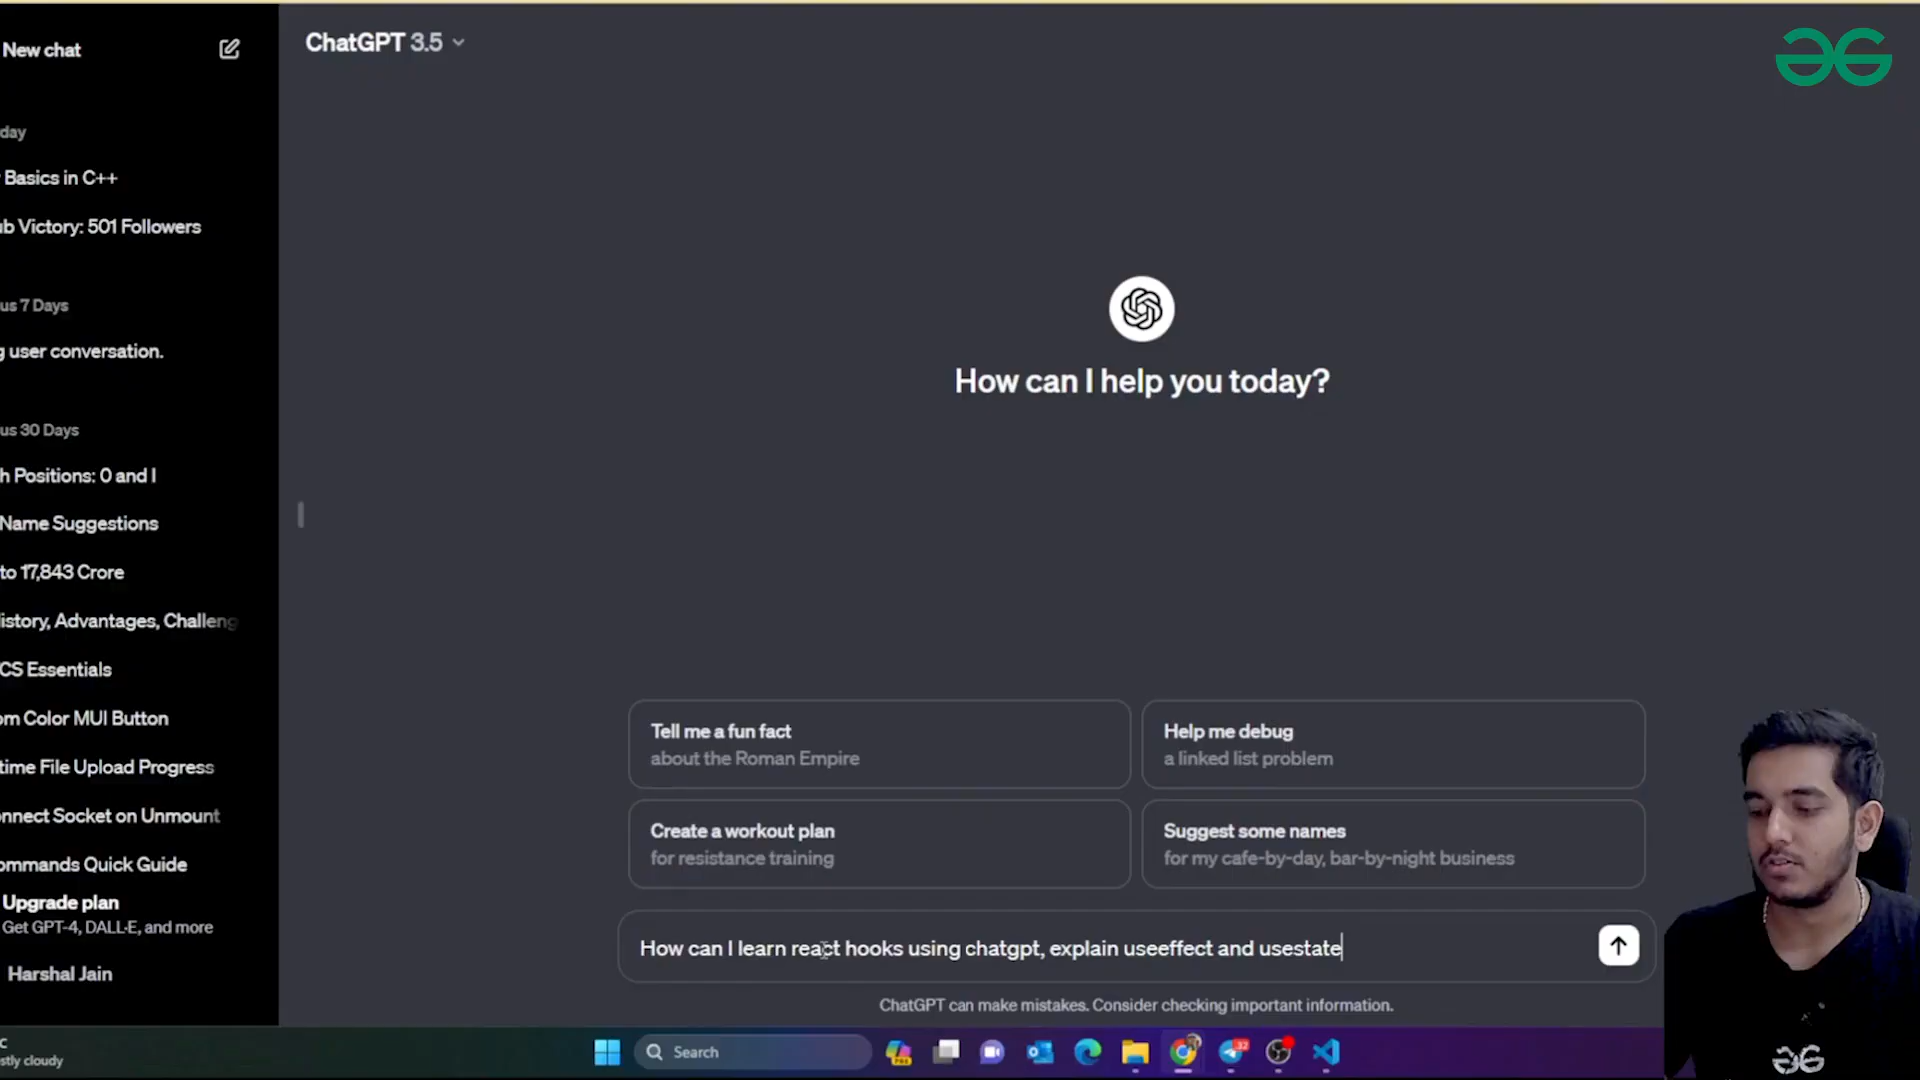 New chat
ChatGPT 3.5
day
Basics in C++
ub Victory: 501 Followers
us 7 Days
g user conversation.
us 30 Days
h Positions: 0 and I
Name Suggestions
to 17,843 Crore
istory, Advantages, Challeng
CS Essentials
om Color MUI Button
time File Upload Progress
onnect Socket on Unmount
ommands Quick Guide
Upgrade plan
Get GPT-4, DALL·E, and more
Harshal Jain
How can I help you today?
Tell me a fun fact
about the Roman Empire
Help me debug
a linked list problem
Create a workout plan
for resistance training
Suggest some names
for my cafe-by-day, bar-by-night business
How can I learn react hooks using chatgpt, explain useeffect and usestate
ChatGPT can make mistakes. Consider checking important information.
C
stly cloudy
Search
32